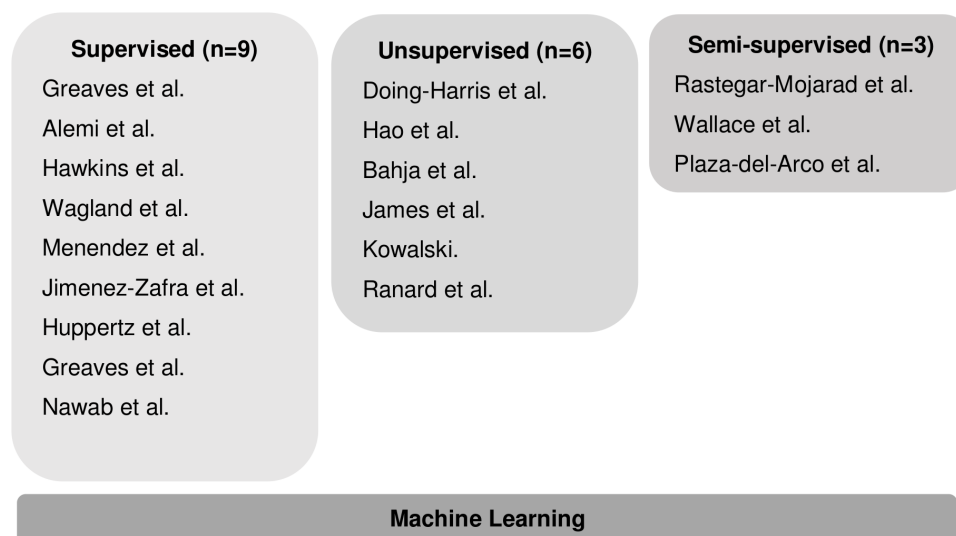 Supervised (n=9)
Greaves et al.
Alemi et al.
Hawkins et al.
Wagland et al.
Menendez et al.
Jimenez-Zafra et al.
Huppertz et al.
Greaves et al.
Nawab et al.
Unsupervised (n=6)
Doing-Harris et al.
Hao et al.
Bahja et al.
James et al.
Kowalski.
Ranard et al.
Semi-supervised (n=3)
Rastegar-Mojarad et al.
Wallace et al.
Plaza-del-Arco et al.
Machine Learning